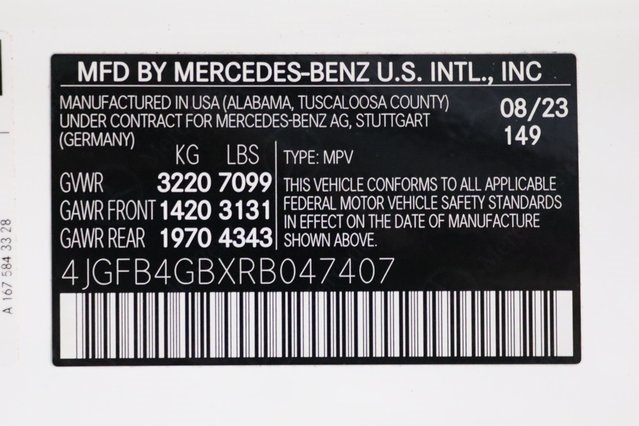 MFD BY MERCEDES-BENZ U.S. INTL., INC
MANUFACTURED IN USA (ALABAMA, TUSCALOOSA COUNTY)
UNDER CONTRACT FOR MERCEDES-BENZ AG, STUTTGART
(GERMANY)
08/23
149
KG LBS
GVWR 3220 7099
GAWR FRONT 1420 3131
GAWR REAR 1970 4343
TYPE: MPV
THIS VEHICLE CONFORMS TO ALL APPLICABLE
FEDERAL MOTOR VEHICLE SAFETY STANDARDS
IN EFFECT ON THE DATE OF MANUFACTURE
SHOWN ABOVE.
4JGFB4GBXRB047407
A 167 584 33 28